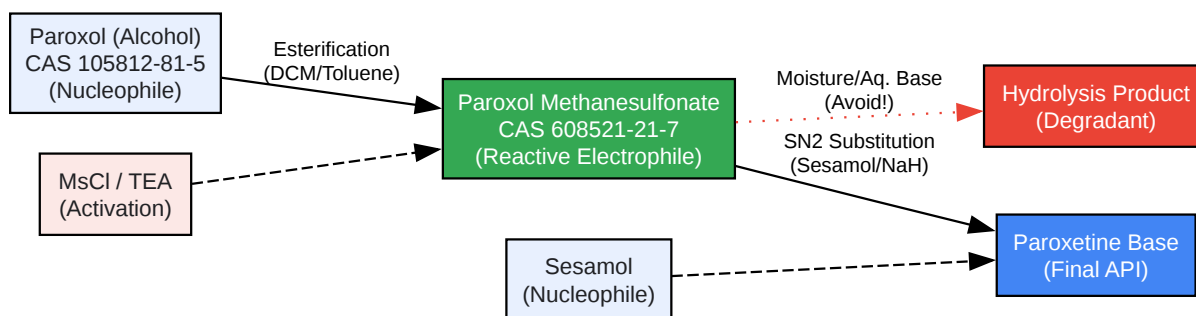 Paroxol (Alcohol)
CAS 105812-81-5
(Nucleophile)
Esterification
(DCM/Toluene)
MsCl / TEA
(Activation)
Paroxol Methanesulfonate
CAS 608521-21-7
(Reactive Electrophile)
Moisture/Aq. Base
(Avoid!)
SN2 Substitution
(Sesamol/NaH)
Hydrolysis Product
(Degradant)
Sesamol
(Nucleophile)
Paroxetine Base
(Final API)